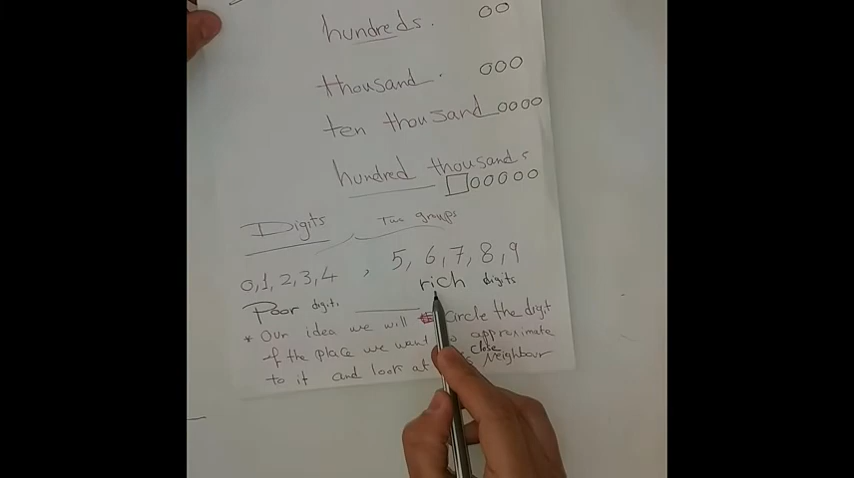 hundreds. 00
thousand. 000
ten thousand 0000
hundred thousands
□00000
Digits Two groups
0,1, 2, 3, 4 , 5, 6, 7, 8, 9
Poor digits rich digits
* Our idea we will circle the digit
of the place we want to approximate
to it and looks at Close Neighbour